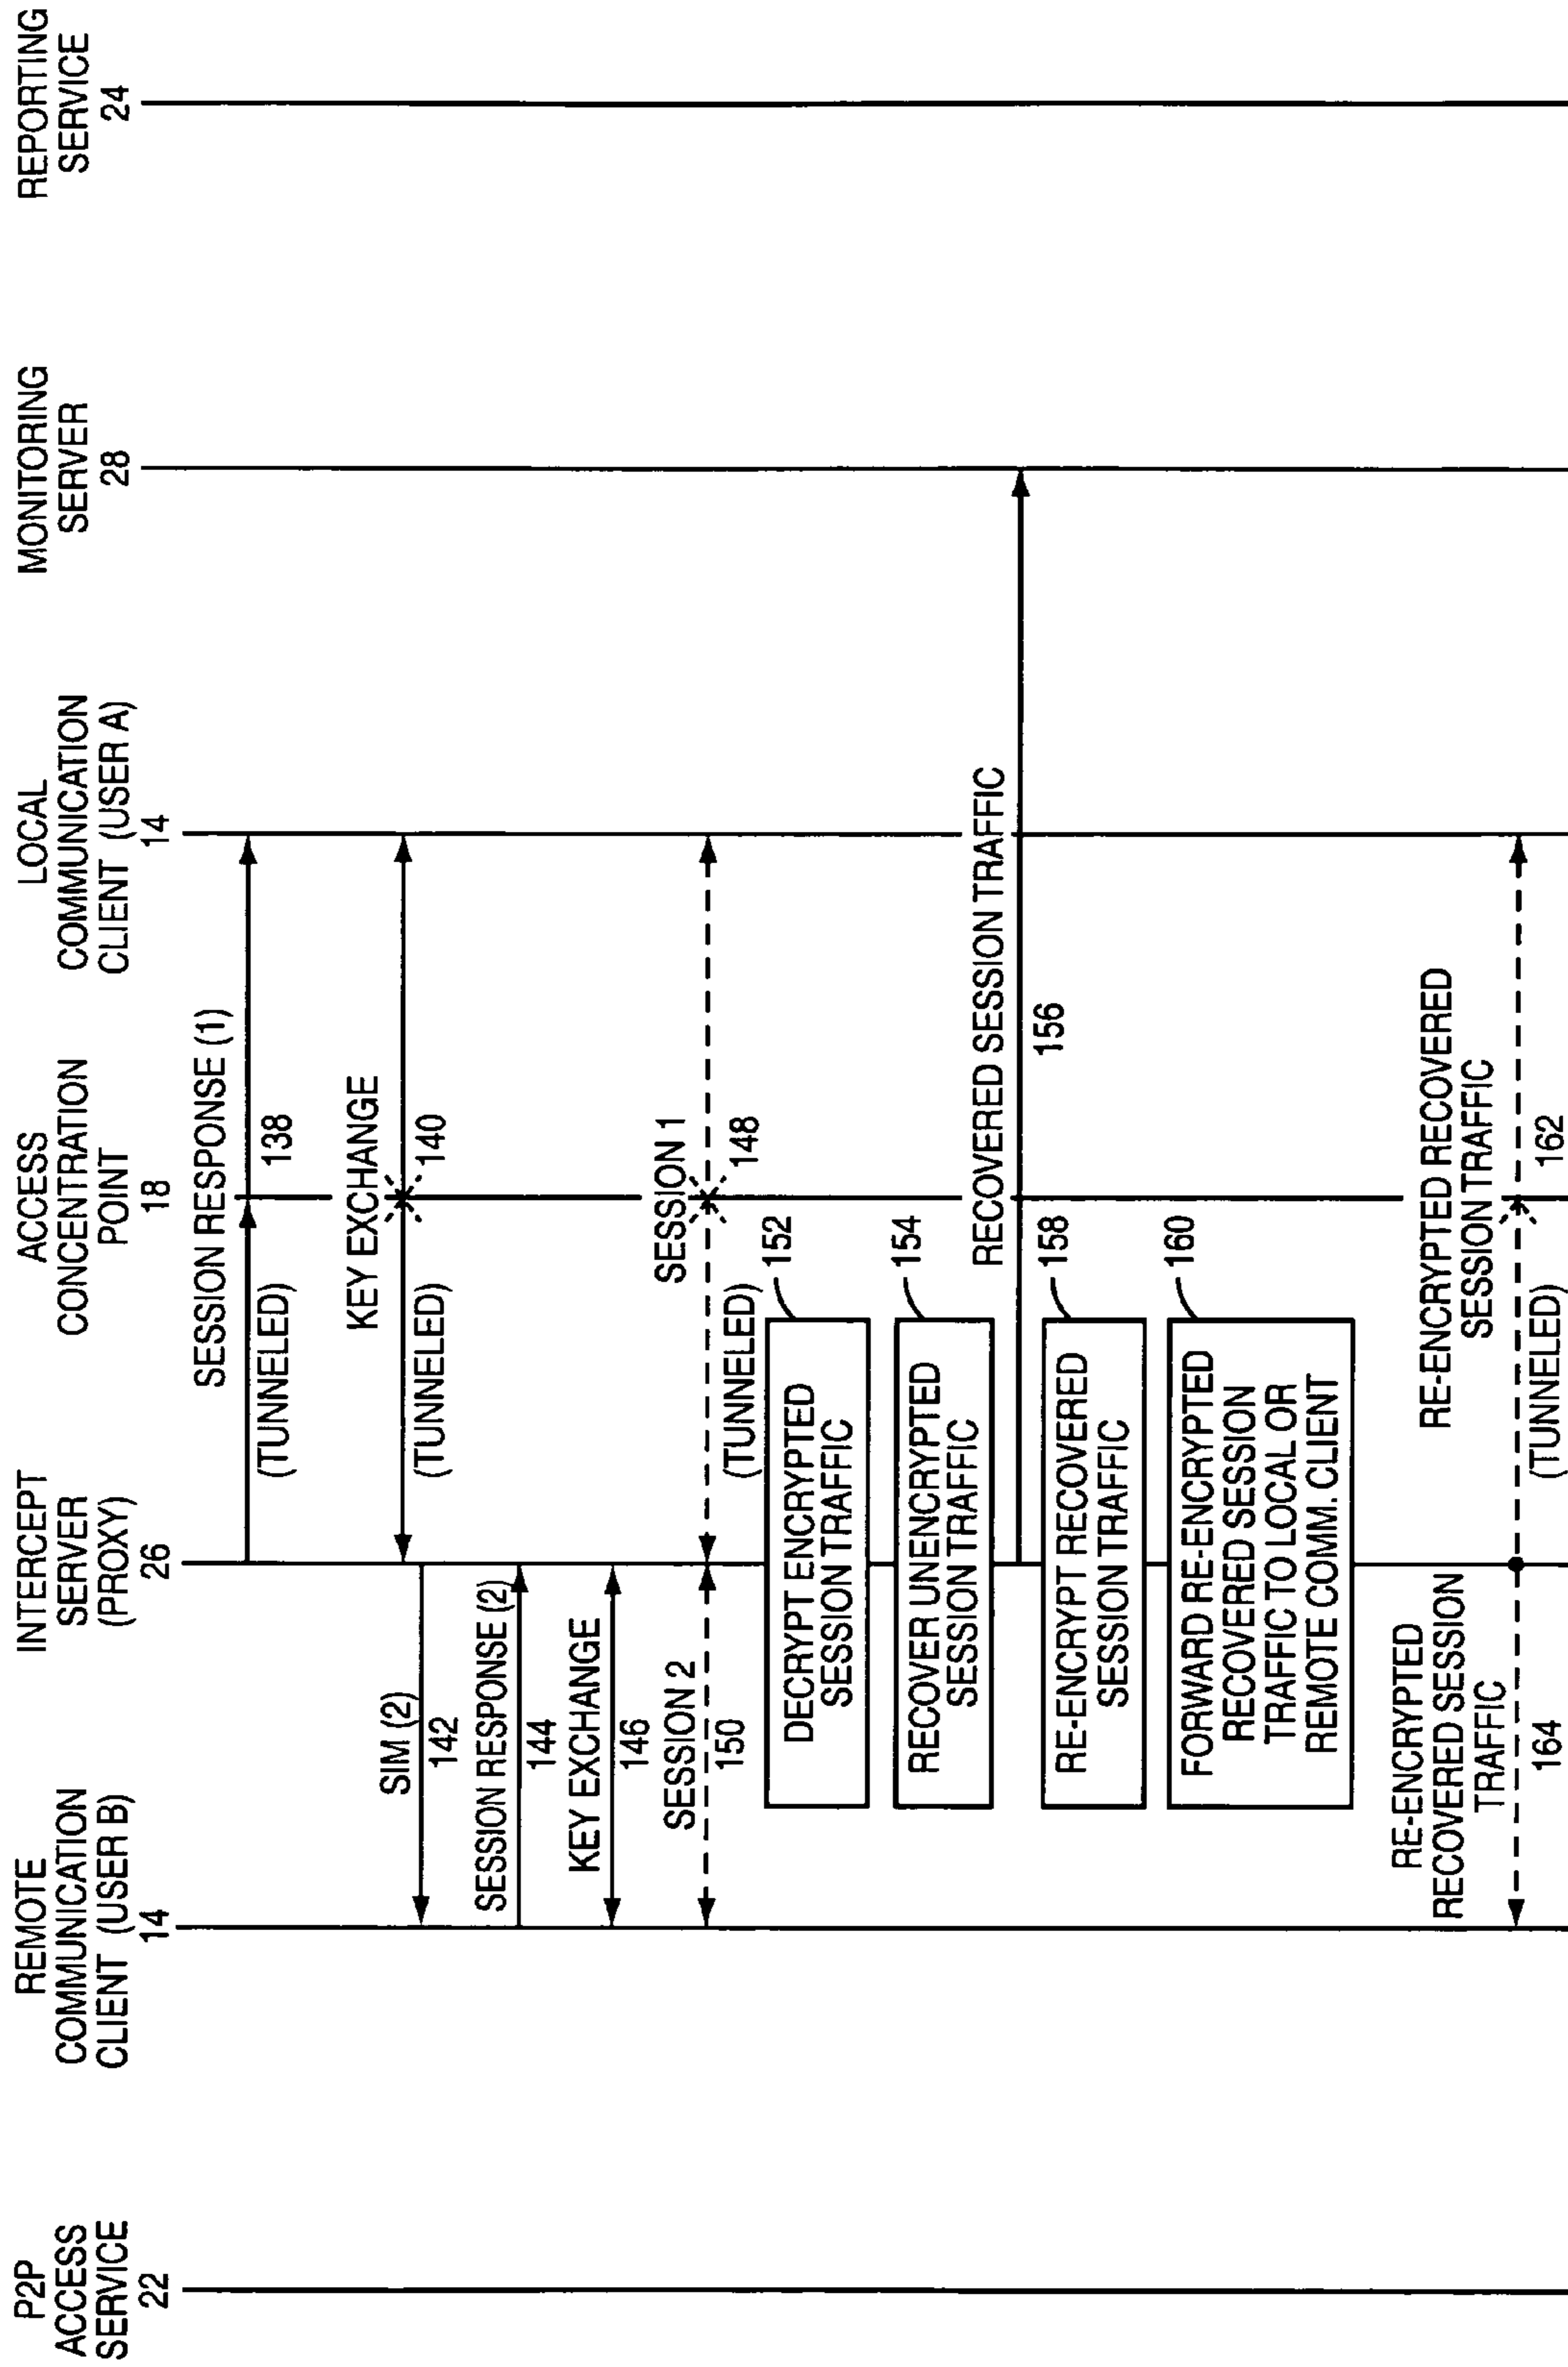 P2P
ACCESS
SERVICE
22
REMOTE
COMMUNICATION
CLIENT (USER B)
14
INTERCEPT
SERVER
(PROXY)
26
ACCESS
CONCENTRATION
POINT
18
LOCAL
COMMUNICATION
CLIENT (USER A)
14
MONITORING
SERVER
28
REPORTING
SERVICE
24
SESSION RESPONSE (1)
(TUNNELED)
138
KEY EXCHANGE
(TUNNELED)
140
SIM (2)
142
SESSION RESPONSE (2)
144
KEY EXCHANGE
146
SESSION 1
(TUNNELED)
148
SESSION 2
150
DECRYPT ENCRYPTED
SESSION TRAFFIC
152
RECOVER UNENCRYPTED
SESSION TRAFFIC
154
RECOVERED SESSION TRAFFIC
156
RE-ENCRYPT RECOVERED
SESSION TRAFFIC
158
FORWARD RE-ENCRYPTED
RECOVERED SESSION
TRAFFIC TO LOCAL OR
REMOTE COMM. CLIENT
160
RE-ENCRYPTED
RECOVERED SESSION
TRAFFIC
164
RE-ENCRYPTED RECOVERED
SESSION TRAFFIC
(TUNNELED)
162